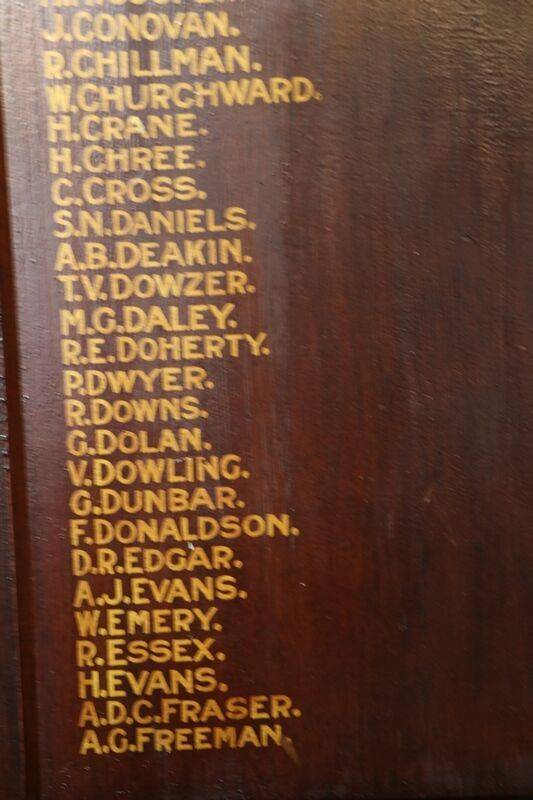 J.CONOVAN.
R.CHILLMAN.
W.CHURCHWARD.
H.CRANE.
H.CHREE.
C.CROSS.
S.N.DANIELS.
A.B.DEAKIN.
T.V.DOWZER.
M.G.DALEY.
R.E.DOHERTY.
P.DWYER.
R.DOWNS.
G.DOLAN.
V.DOWLING.
G.DUNBAR.
F.DONALDSON.
D.R.EDGAR.
A.J.EVANS.
W.EMERY.
R.ESSEX.
H.EVANS.
A.D.C.FRASER.
A.G.FREEMAN.